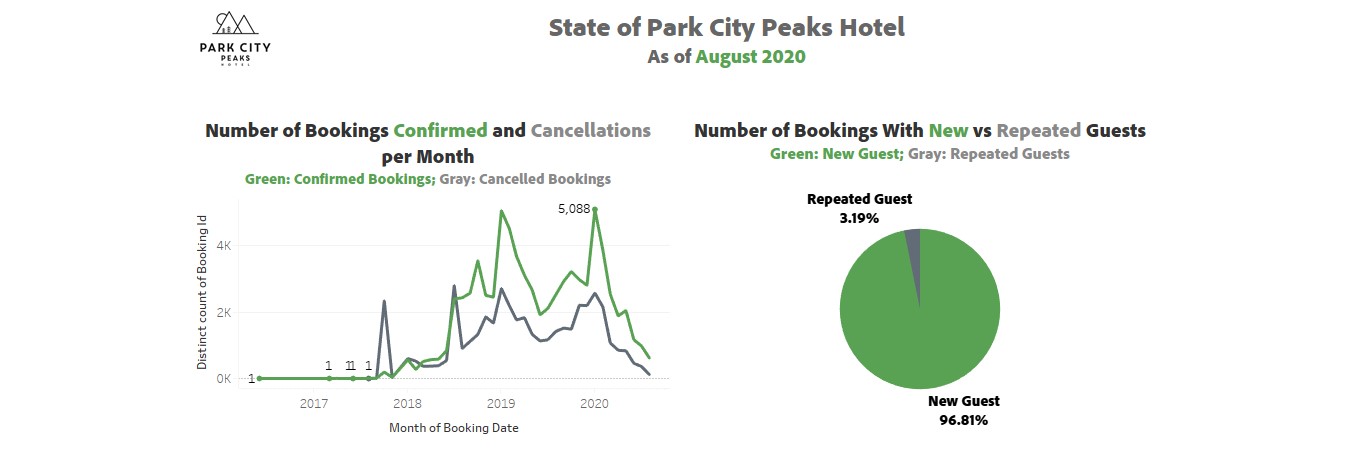 PARK CITY
PEAKS
HOTEL
State of Park City Peaks Hotel
As of August 2020
Number of Bookings Confirmed and Cancellations
per Month
Green: Confirmed Bookings; Gray: Cancelled Bookings
Distinct count of Booking Id
4K
2K
0K
5,088
1
1
11
1
2017
2018
2019
2020
Month of Booking Date
Number of Bookings With New vs Repeated Guests
Green: New Guest; Gray: Repeated Guests
Repeated Guest
3.19%
New Guest
96.81%